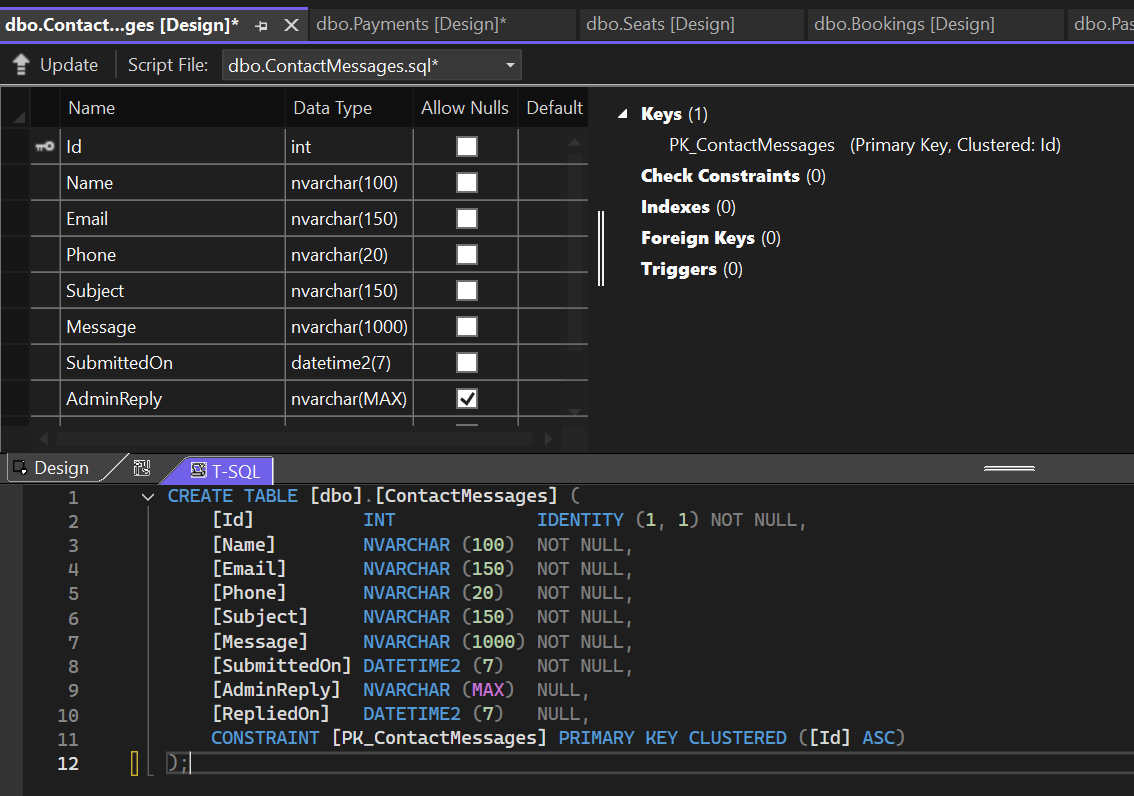 dbo.Contact...ges [Design]* dbo.Payments [Design]* dbo.Seats [Design] dbo.Bookings [Design] dbo.Pas
Update Script File: dbo.ContactMessages.sql*
Name Data Type Allow Nulls Default
Id int
Name nvarchar(100)
Email nvarchar(150)
Phone nvarchar(20)
Subject nvarchar(150)
Message nvarchar(1000)
SubmittedOn datetime2(7)
AdminReply nvarchar(MAX)
Keys (1)
PK_ContactMessages (Primary Key, Clustered: Id)
Check Constraints (0)
Indexes (0)
Foreign Keys (0)
Triggers (0)
Design T-SQL
1 CREATE TABLE [dbo].[ContactMessages] (
2 [Id] INT IDENTITY (1, 1) NOT NULL,
3 [Name] NVARCHAR (100) NOT NULL,
4 [Email] NVARCHAR (150) NOT NULL,
5 [Phone] NVARCHAR (20) NOT NULL,
6 [Subject] NVARCHAR (150) NOT NULL,
7 [Message] NVARCHAR (1000) NOT NULL,
8 [SubmittedOn] DATETIME2 (7) NOT NULL,
9 [AdminReply] NVARCHAR (MAX) NULL,
10 [RepliedOn] DATETIME2 (7) NULL,
11 CONSTRAINT [PK_ContactMessages] PRIMARY KEY CLUSTERED ([Id] ASC)
12 );